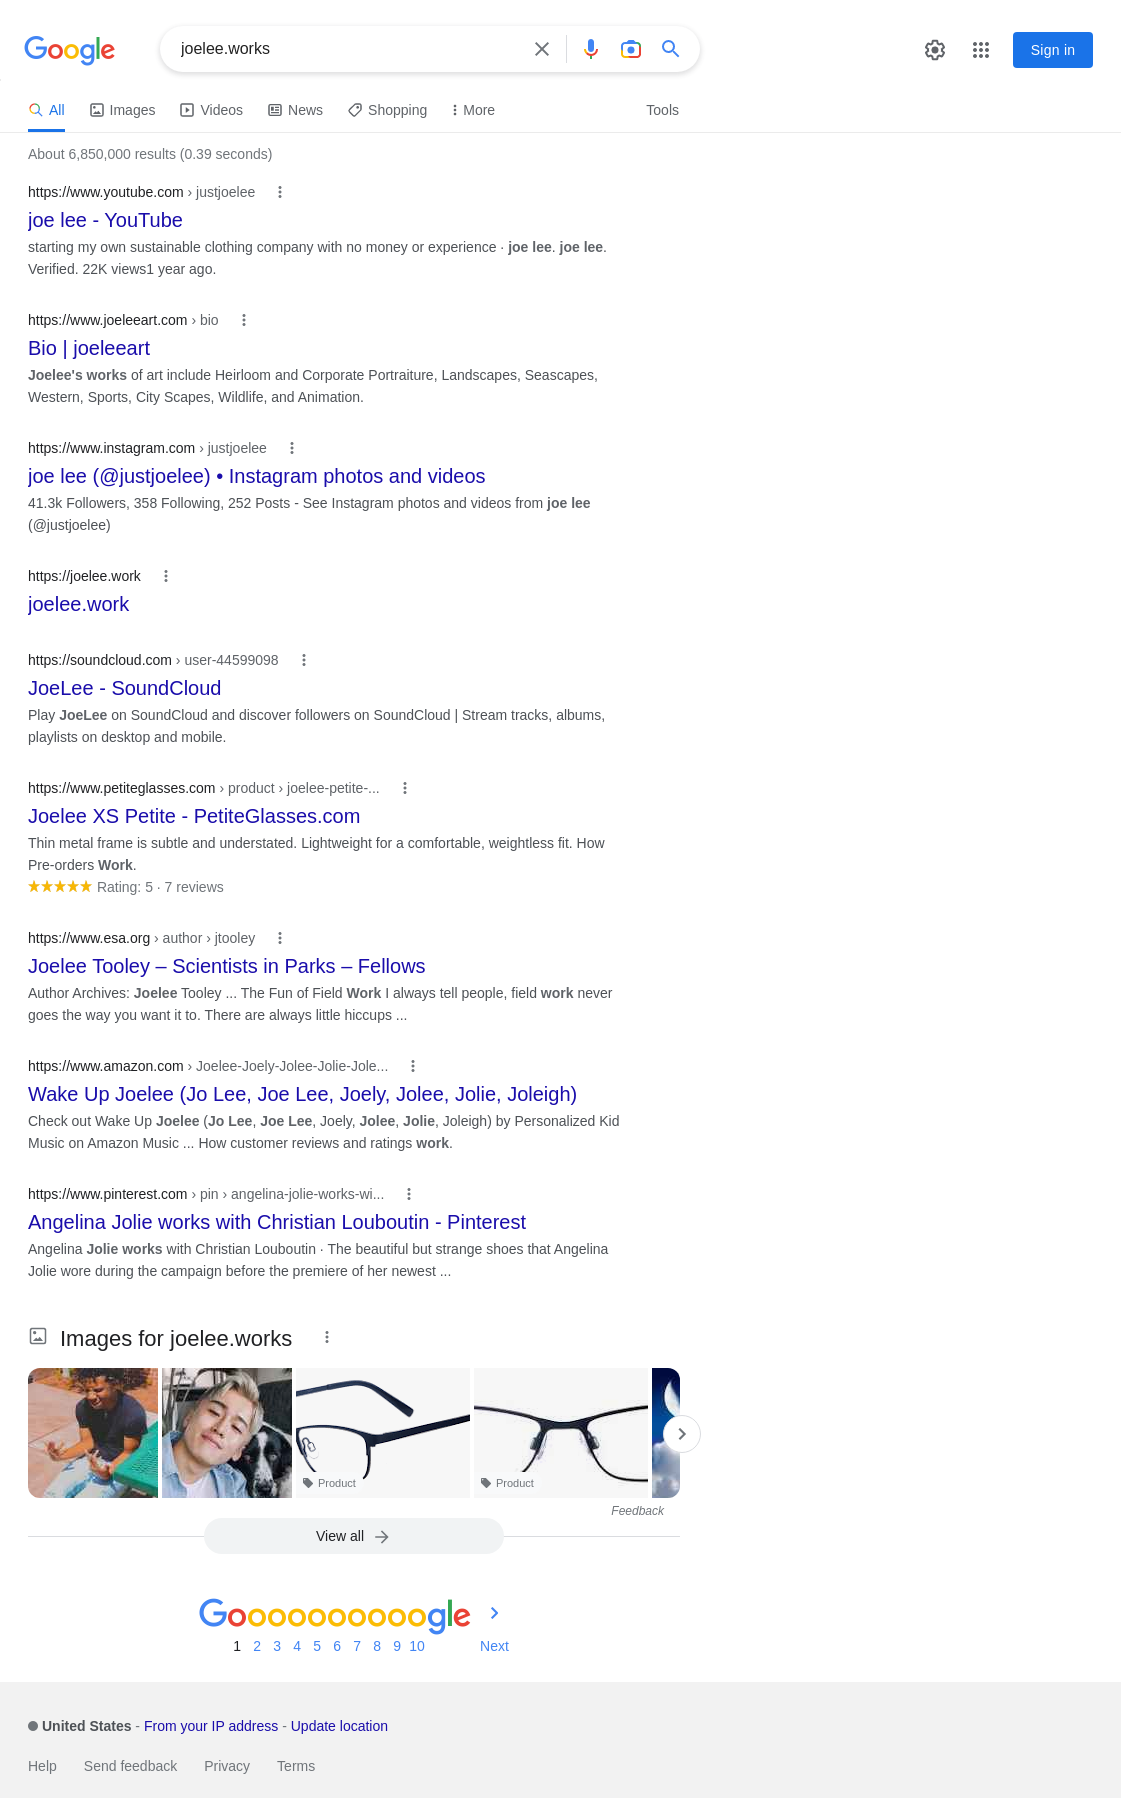 Google
joelee.works
Sign in
All Images Videos News Shopping More Tools
About 6,850,000 results (0.39 seconds)
https://www.youtube.com › justjoelee
joe lee - YouTube
starting my own sustainable clothing company with no money or experience · joe lee. joe lee.
Verified. 22K views1 year ago.
https://www.joeleeart.com › bio
Bio | joeleeart
Joelee's works of art include Heirloom and Corporate Portraiture, Landscapes, Seascapes,
Western, Sports, City Scapes, Wildlife, and Animation.
https://www.instagram.com › justjoelee
joe lee (@justjoelee) • Instagram photos and videos
41.3k Followers, 358 Following, 252 Posts - See Instagram photos and videos from joe lee
(@justjoelee)
https://joelee.work
joelee.work
https://soundcloud.com › user-44599098
JoeLee - SoundCloud
Play JoeLee on SoundCloud and discover followers on SoundCloud | Stream tracks, albums,
playlists on desktop and mobile.
https://www.petiteglasses.com › product › joelee-petite-...
Joelee XS Petite - PetiteGlasses.com
Thin metal frame is subtle and understated. Lightweight for a comfortable, weightless fit. How
Pre-orders Work.
Rating: 5 · 7 reviews
https://www.esa.org › author › jtooley
Joelee Tooley – Scientists in Parks – Fellows
Author Archives: Joelee Tooley ... The Fun of Field Work I always tell people, field work never
goes the way you want it to. There are always little hiccups ...
https://www.amazon.com › Joelee-Joely-Jolee-Jolie-Jole...
Wake Up Joelee (Jo Lee, Joe Lee, Joely, Jolee, Jolie, Joleigh)
Check out Wake Up Joelee (Jo Lee, Joe Lee, Joely, Jolee, Jolie, Joleigh) by Personalized Kid
Music on Amazon Music ... How customer reviews and ratings work.
https://www.pinterest.com › pin › angelina-jolie-works-wi...
Angelina Jolie works with Christian Louboutin - Pinterest
Angelina Jolie works with Christian Louboutin · The beautiful but strange shoes that Angelina
Jolie wore during the campaign before the premiere of her newest ...
Images for joelee.works
Product Product
Feedback
View all
Goooooooooogle
1 2 3 4 5 6 7 8 9 10 Next
United States - From your IP address - Update location
Help Send feedback Privacy Terms